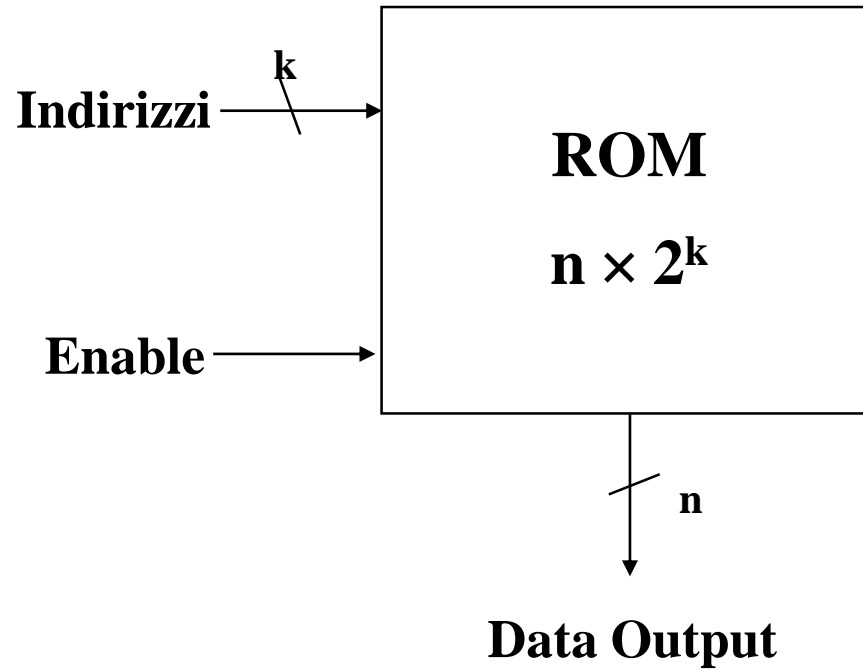 k
Indirizzi
ROM
n × 2ᵏ
Enable
n
Data Output